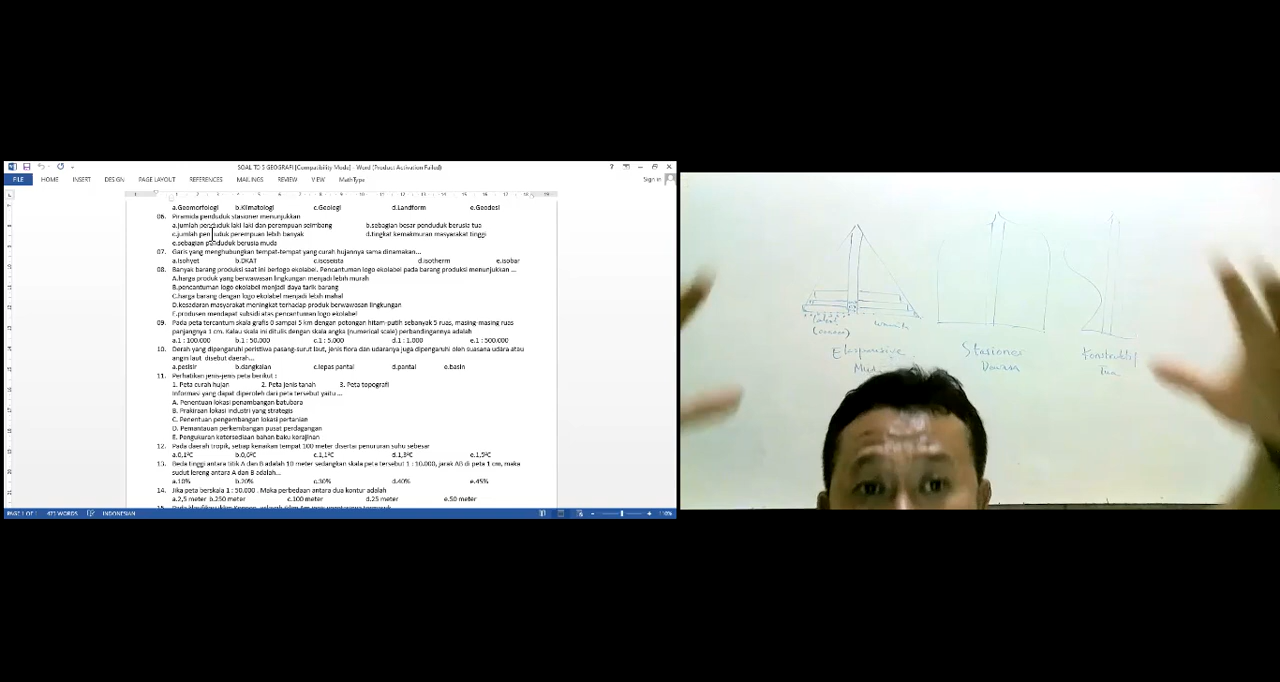 SOAL TO 5 GEOGRAFI [Compatibility Mode] - Word (Product Activation Failed)
FILE HOME INSERT DESIGN PAGE LAYOUT REFERENCES MAILINGS REVIEW VIEW MathType Sign in
a.Geomorfologi b.Klimatologi c.Geologi d.Landform e.Geodesi
06. Piramida penduduk stasioner menunjukkan
a.jumlah penduduk laki laki dan perempuan seimbang b.sebagian besar penduduk berusia tua
c.jumlah penduduk perempuan lebih banyak d.tingkat kemakmuran masyarakat tinggi
e.sebagian penduduk berusia muda
07. Garis yang menghubungkan tempat-tempat yang curah hujannya sama dinamakan...
a.isohyet b.DKAT c.isoseista d.isotherm e.isobar
08. Banyak barang produksi saat ini berlogo ekolabel. Pencantuman logo ekolabel pada barang produksi menunjukkan ...
A.harga produk yang berwawasan lingkungan menjadi lebih murah
B.pencantuman logo ekolabel menjadi daya tarik barang
C.harga barang dengan logo ekolabel menjadi lebih mahal
D.kesadaran masyarakat meningkat terhadap produk berwawasan lingkungan
E.produsen mendapat subsidi atas pencantuman logo ekolabel
09. Pada peta tercantum skala grafis 0 sampai 5 km dengan potongan hitam-putih sebanyak 5 ruas, masing-masing ruas
panjangnya 1 cm. Kalau skala ini ditulis dengan skala angka (numerical scale) perbandingannya adalah
a.1 : 100.000 b.1 : 50.000 c.1 : 5.000 d.1 : 1.000 e.1 : 500.000
10. Derah yang dipengaruhi peristiwa pasang-surut laut, jenis flora dan udaranya juga dipengaruhi oleh suasana udara atau
angin laut disebut daerah...
a.pesisir b.dangkalan c.lepas pantai d.pantai e.basin
11. Perhatikan jenis-jenis peta berikut :
1. Peta curah hujan 2. Peta jenis tanah 3. Peta topografi
Informasi yang dapat diperoleh dari peta tersebut yaitu ...
A. Penentuan lokasi penambangan batubara
B. Prakiraan lokasi industri yang strategis
C. Penentuan pengembangan lokasi pertanian
D. Pemantauan perkembangan pusat perdagangan
E. Pengukuran ketersediaan bahan baku kerajinan
12. Pada daerah tropik, setiap kenaikan tempat 100 meter disertai penurunan suhu sebesar
a.0,1ºC b.0,6ºC c.1,1ºC d.1,3ºC e.1,5ºC
13. Beda tinggi antara titik A dan B adalah 10 meter sedangkan skala peta tersebut 1 : 10.000, jarak AB di peta 1 cm, maka
sudut lereng antara A dan B adalah...
a.10% b.20% c.30% d.40% e.45%
14. Jika peta berskala 1 : 50.000 . Maka perbedaan antara dua kontur adalah
a.2,5 meter b.250 meter c.100 meter d.25 meter e.50 meter
PAGE 1 OF 471 WORDS INDONESIAN
wanita
Stasioner
Dewasa
Konstruktif
Tua